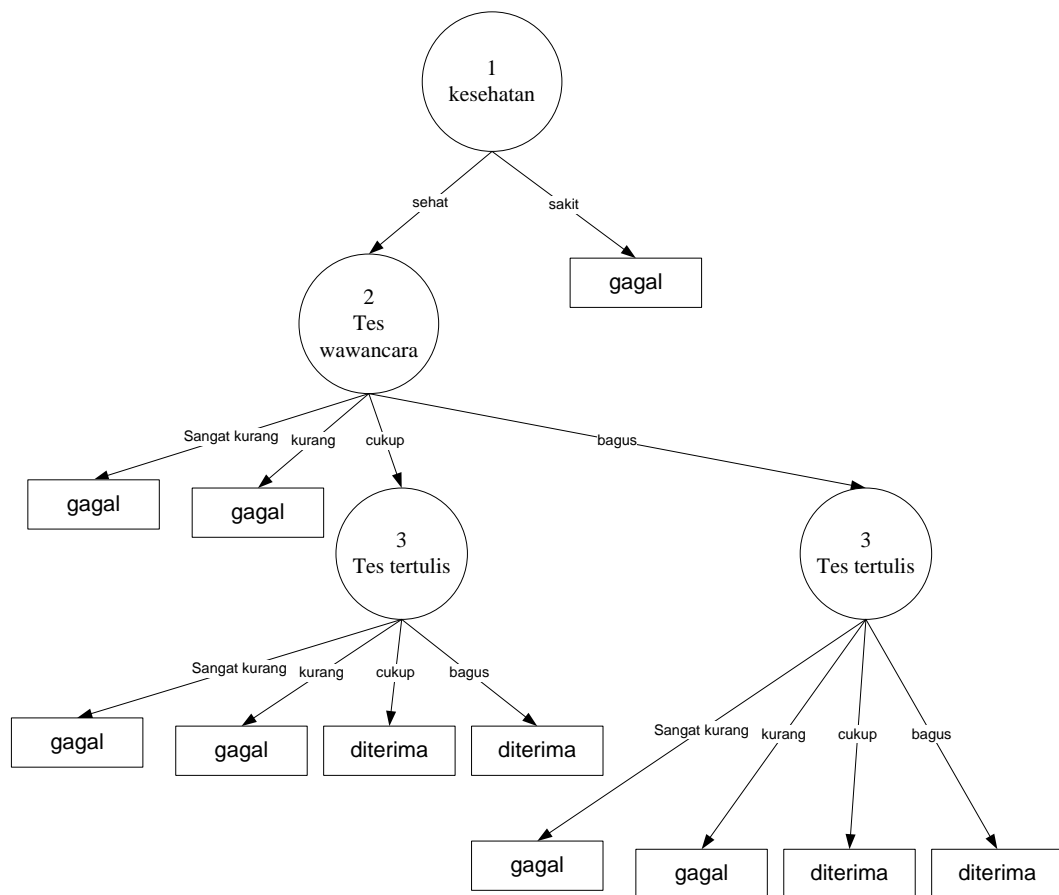 1
kesehatan
sehat
sakit
gagal
2
Tes
wawancara
Sangat kurang
kurang
cukup
bagus
gagal
gagal
3
Tes tertulis
3
Tes tertulis
Sangat kurang
kurang
cukup
bagus
gagal
gagal
diterima
diterima
Sangat kurang
kurang
cukup
bagus
gagal
gagal
diterima
diterima